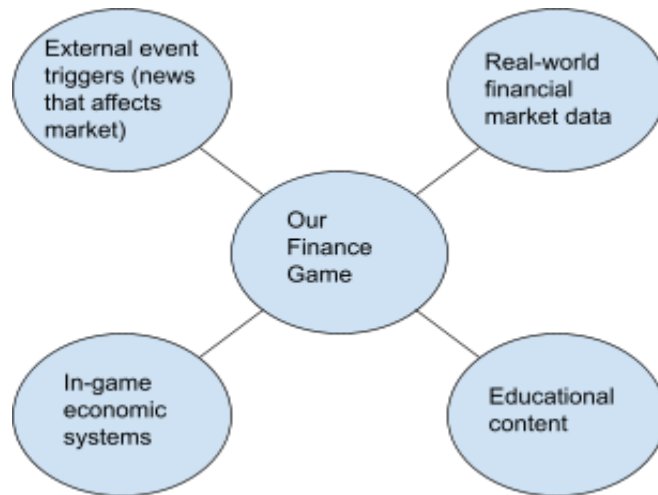 External event
triggers (news
that affects
market)
Real-world
financial
market data
Our
Finance
Game
In-game
economic
systems
Educational
content